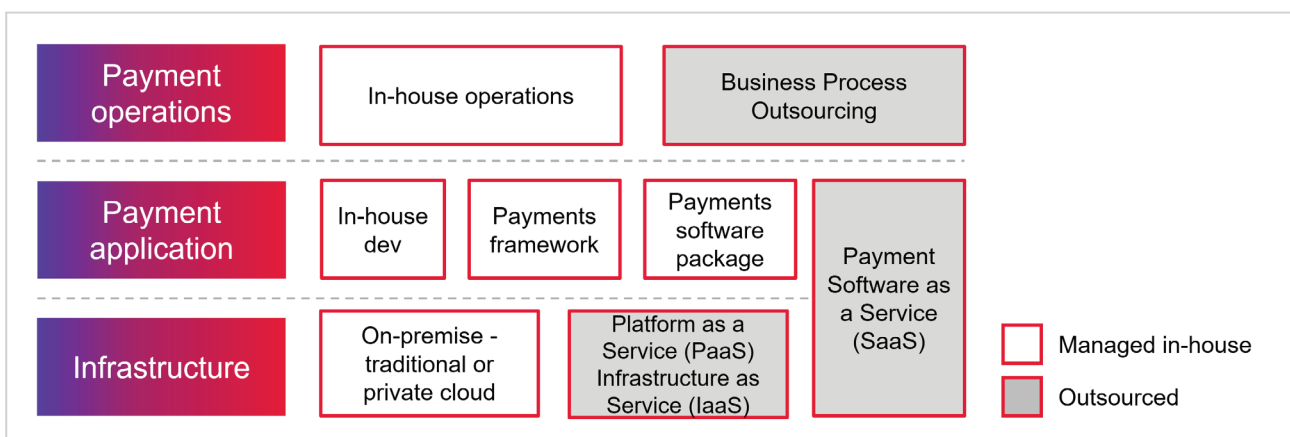 Payment
operations
In-house operations
Business Process
Outsourcing
Payment
application
In-house
dev
Payments
framework
Payments
software
package
Payment
Software as
a Service
(SaaS)
Infrastructure
On-premise -
traditional or
private cloud
Platform as a
Service (PaaS)
Infrastructure as
Service (IaaS)
Managed in-house
Outsourced